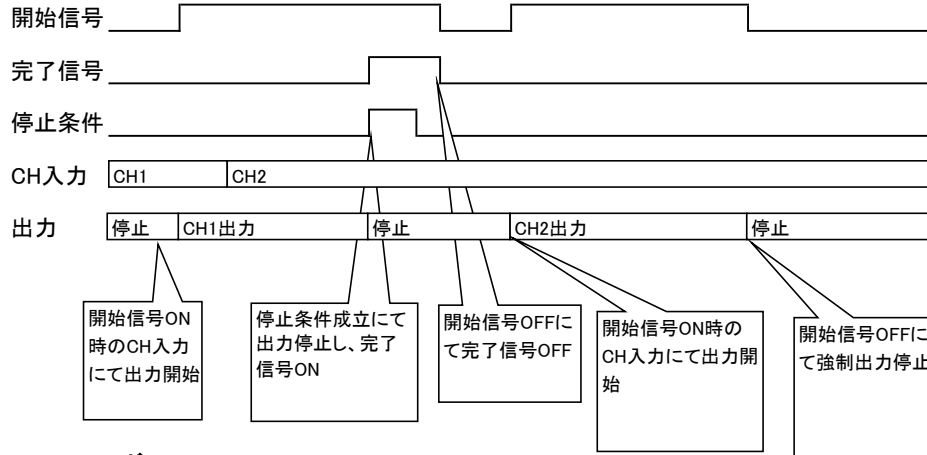 開始信号
完了信号
停止条件
CH入力 CH1 CH2
出力 停止 CH1出力 停止 CH2出力 停止
開始信号ON
時のCH入力
にて出力開始
停止条件成立にて
出力停止し、完了
信号ON
開始信号OFFに
て完了信号OFF
開始信号ON時の
CH入力にて出力開
始
開始信号OFFに
て強制出力停止